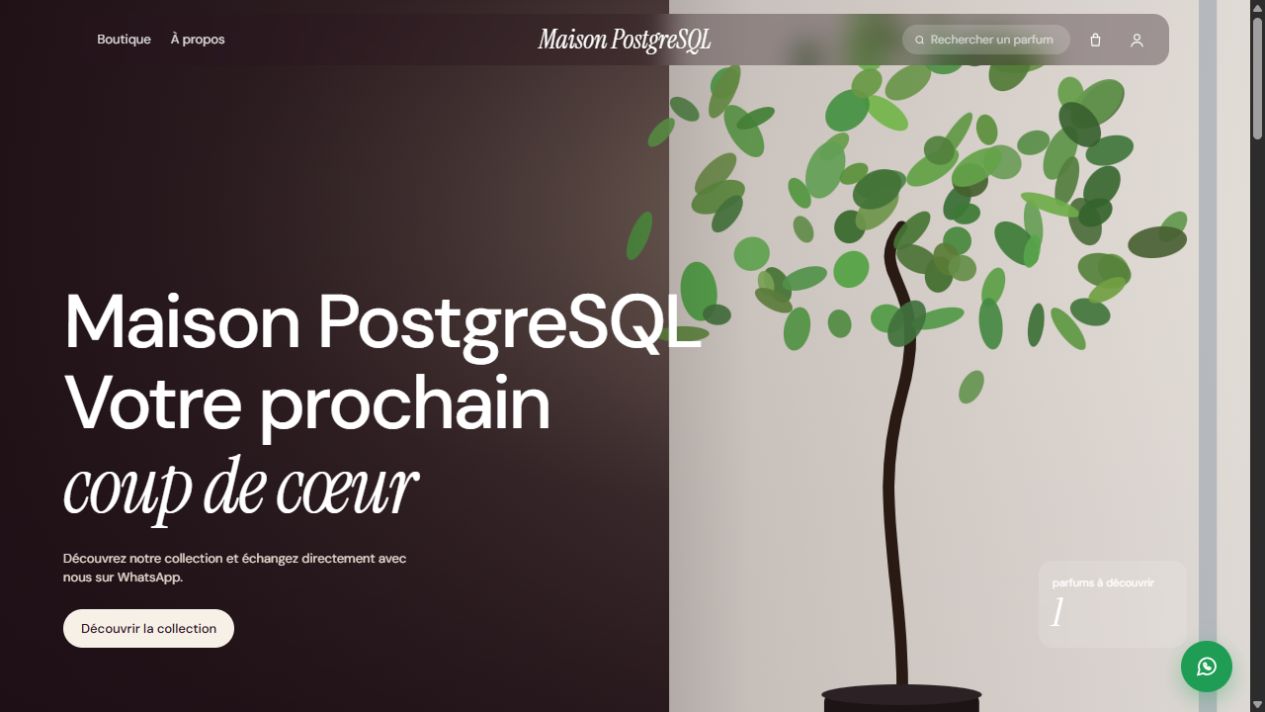 Boutique
À propos
Maison PostgreSQL
Rechercher un parfum
Maison PostgreSQL
Votre prochain
coup de cœur
Découvrez notre collection et échangez directement avec
nous sur WhatsApp.
Découvrir la collection
parfums à découvrir
1